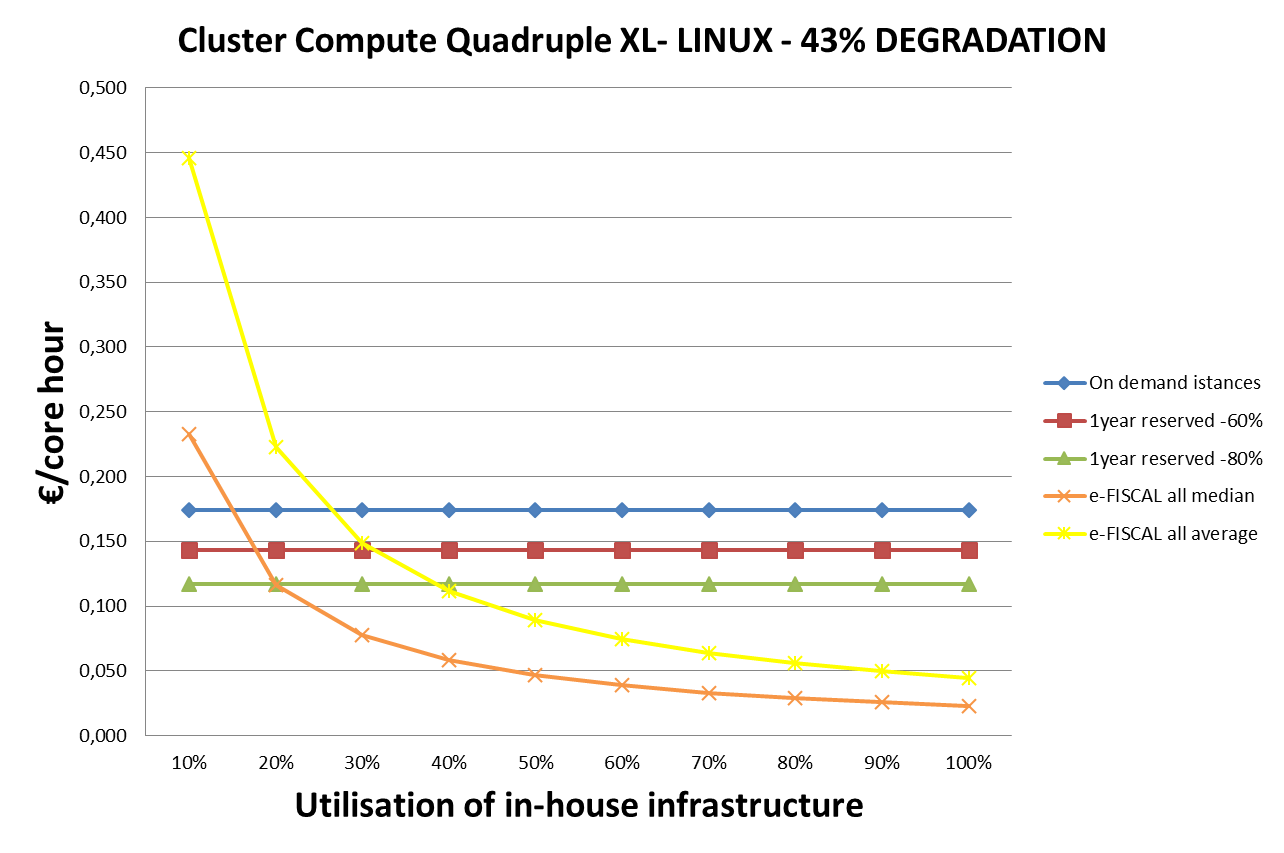 Cluster Compute Quadruple XL- LINUX - 43% DEGRADATION
0,500
0,450
0,400
0,350
0,300
0,250
0,200
0,150
0,100
0,050
0,000
€/core hour
10% 20% 30% 40% 50% 60% 70% 80% 90% 100%
Utilisation of in-house infrastructure
On demand istances
1year reserved -60%
1year reserved -80%
e-FISCAL all median
e-FISCAL all average